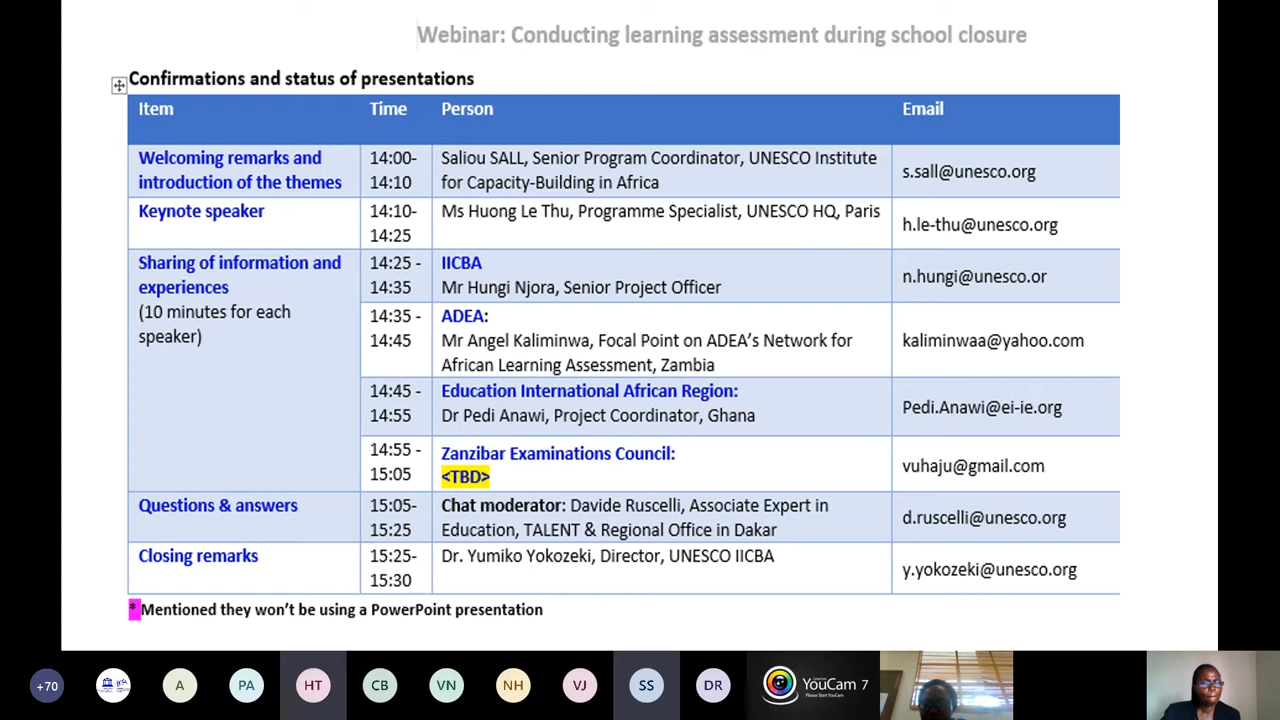 Webinar: Conducting learning assessment during school closure
Confirmations and status of presentations
Item Time Person Email
Welcoming remarks and
introduction of the themes
14:00-
14:10
Saliou SALL, Senior Program Coordinator, UNESCO Institute
for Capacity-Building in Africa
s.sall@unesco.org
Keynote speaker
14:10-
14:25
Ms Huong Le Thu, Programme Specialist, UNESCO HQ, Paris
h.le-thu@unesco.org
Sharing of information and
experiences
(10 minutes for each
speaker)
14:25 -
14:35
IICBA
Mr Hungi Njora, Senior Project Officer
n.hungi@unesco.or
14:35 -
14:45
ADEA:
Mr Angel Kaliminwa, Focal Point on ADEA's Network for
African Learning Assessment, Zambia
kaliminwaa@yahoo.com
14:45 -
14:55
Education International African Region:
Dr Pedi Anawi, Project Coordinator, Ghana
Pedi.Anawi@ei-ie.org
14:55 -
15:05
Zanzibar Examinations Council:
<TBD>
vuhaju@gmail.com
Questions & answers
15:05-
15:25
Chat moderator: Davide Ruscelli, Associate Expert in
Education, TALENT & Regional Office in Dakar
d.ruscelli@unesco.org
Closing remarks
15:25-
15:30
Dr. Yumiko Yokozeki, Director, UNESCO IICBA
y.yokozeki@unesco.org
* Mentioned they won't be using a PowerPoint presentation
+70 A PA HT CB VN NH VJ SS DR YouCam 7